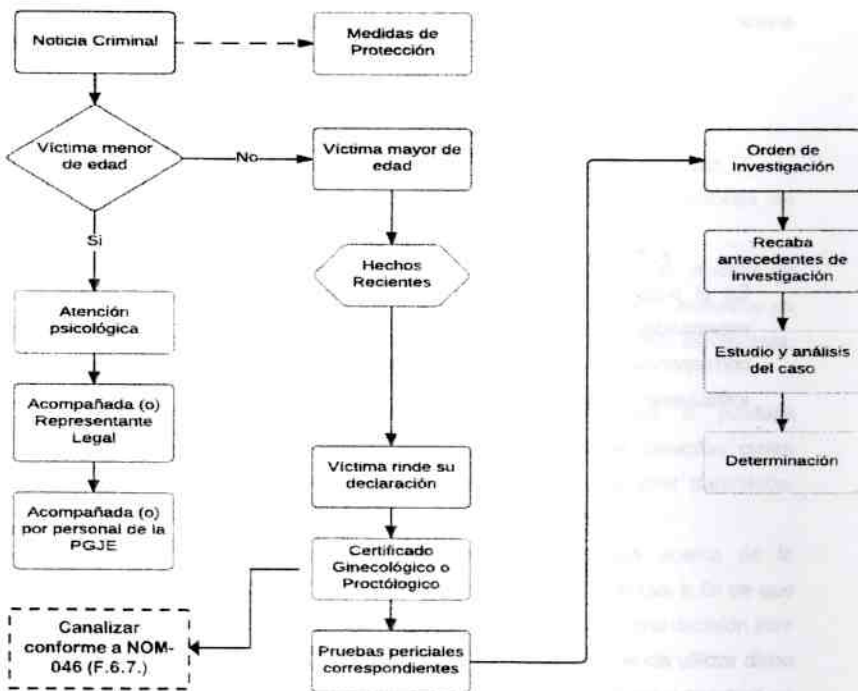 Noticia Criminal
Medidas de
Protección
Víctima menor
de edad
No
Víctima mayor de
edad
Si
Hechos
Recientes
Atención
psicológica
Acompañada (o)
Representante
Legal
Acompañada (o)
por personal de la
PGJE
Víctima rinde su
declaración
Certificado
Ginecológico o
Proctólogico
Canalizar
conforme a NOM-
046 (F.6.7.)
Pruebas periciales
correspondientes
Orden de
Investigación
Recaba
antecedentes de
investigación
Estudio y análisis
del caso
Determinación